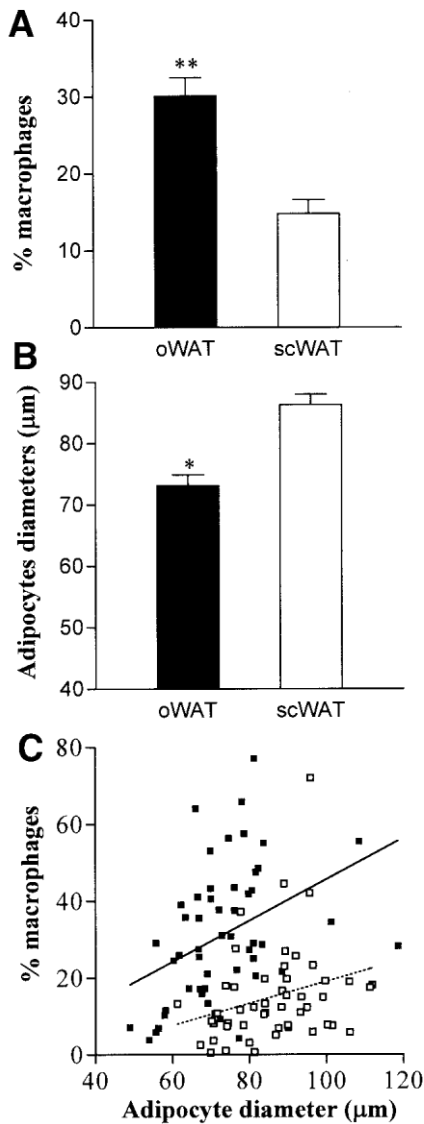 A
40
30
20
10
0
% macrophages
**
oWAT scWAT
B
90
80
70
60
50
40
Adipocytes diameters (μm)
*
oWAT scWAT
C
80
60
40
20
0
% macrophages
40 60 80 100 120
Adipocyte diameter (μm)